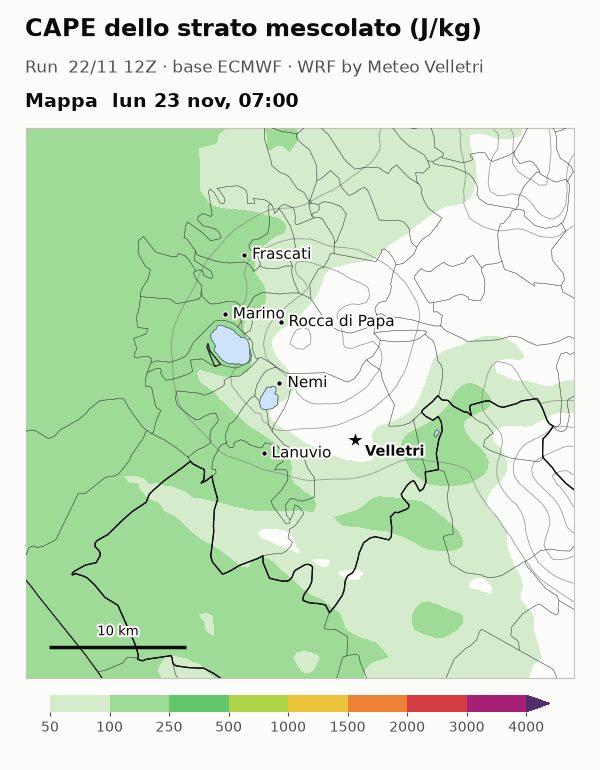 CAPE dello strato mescolato (J/kg)
Run  22/11 12Z · base ECMWF · WRF by Meteo Velletri
Mappa  lun 23 nov, 07:00
Frascati
Marino
Rocca di Papa
Nemi
Velletri
Lanuvio
10 km
50 100 250 500 1000 1500 2000 3000 4000